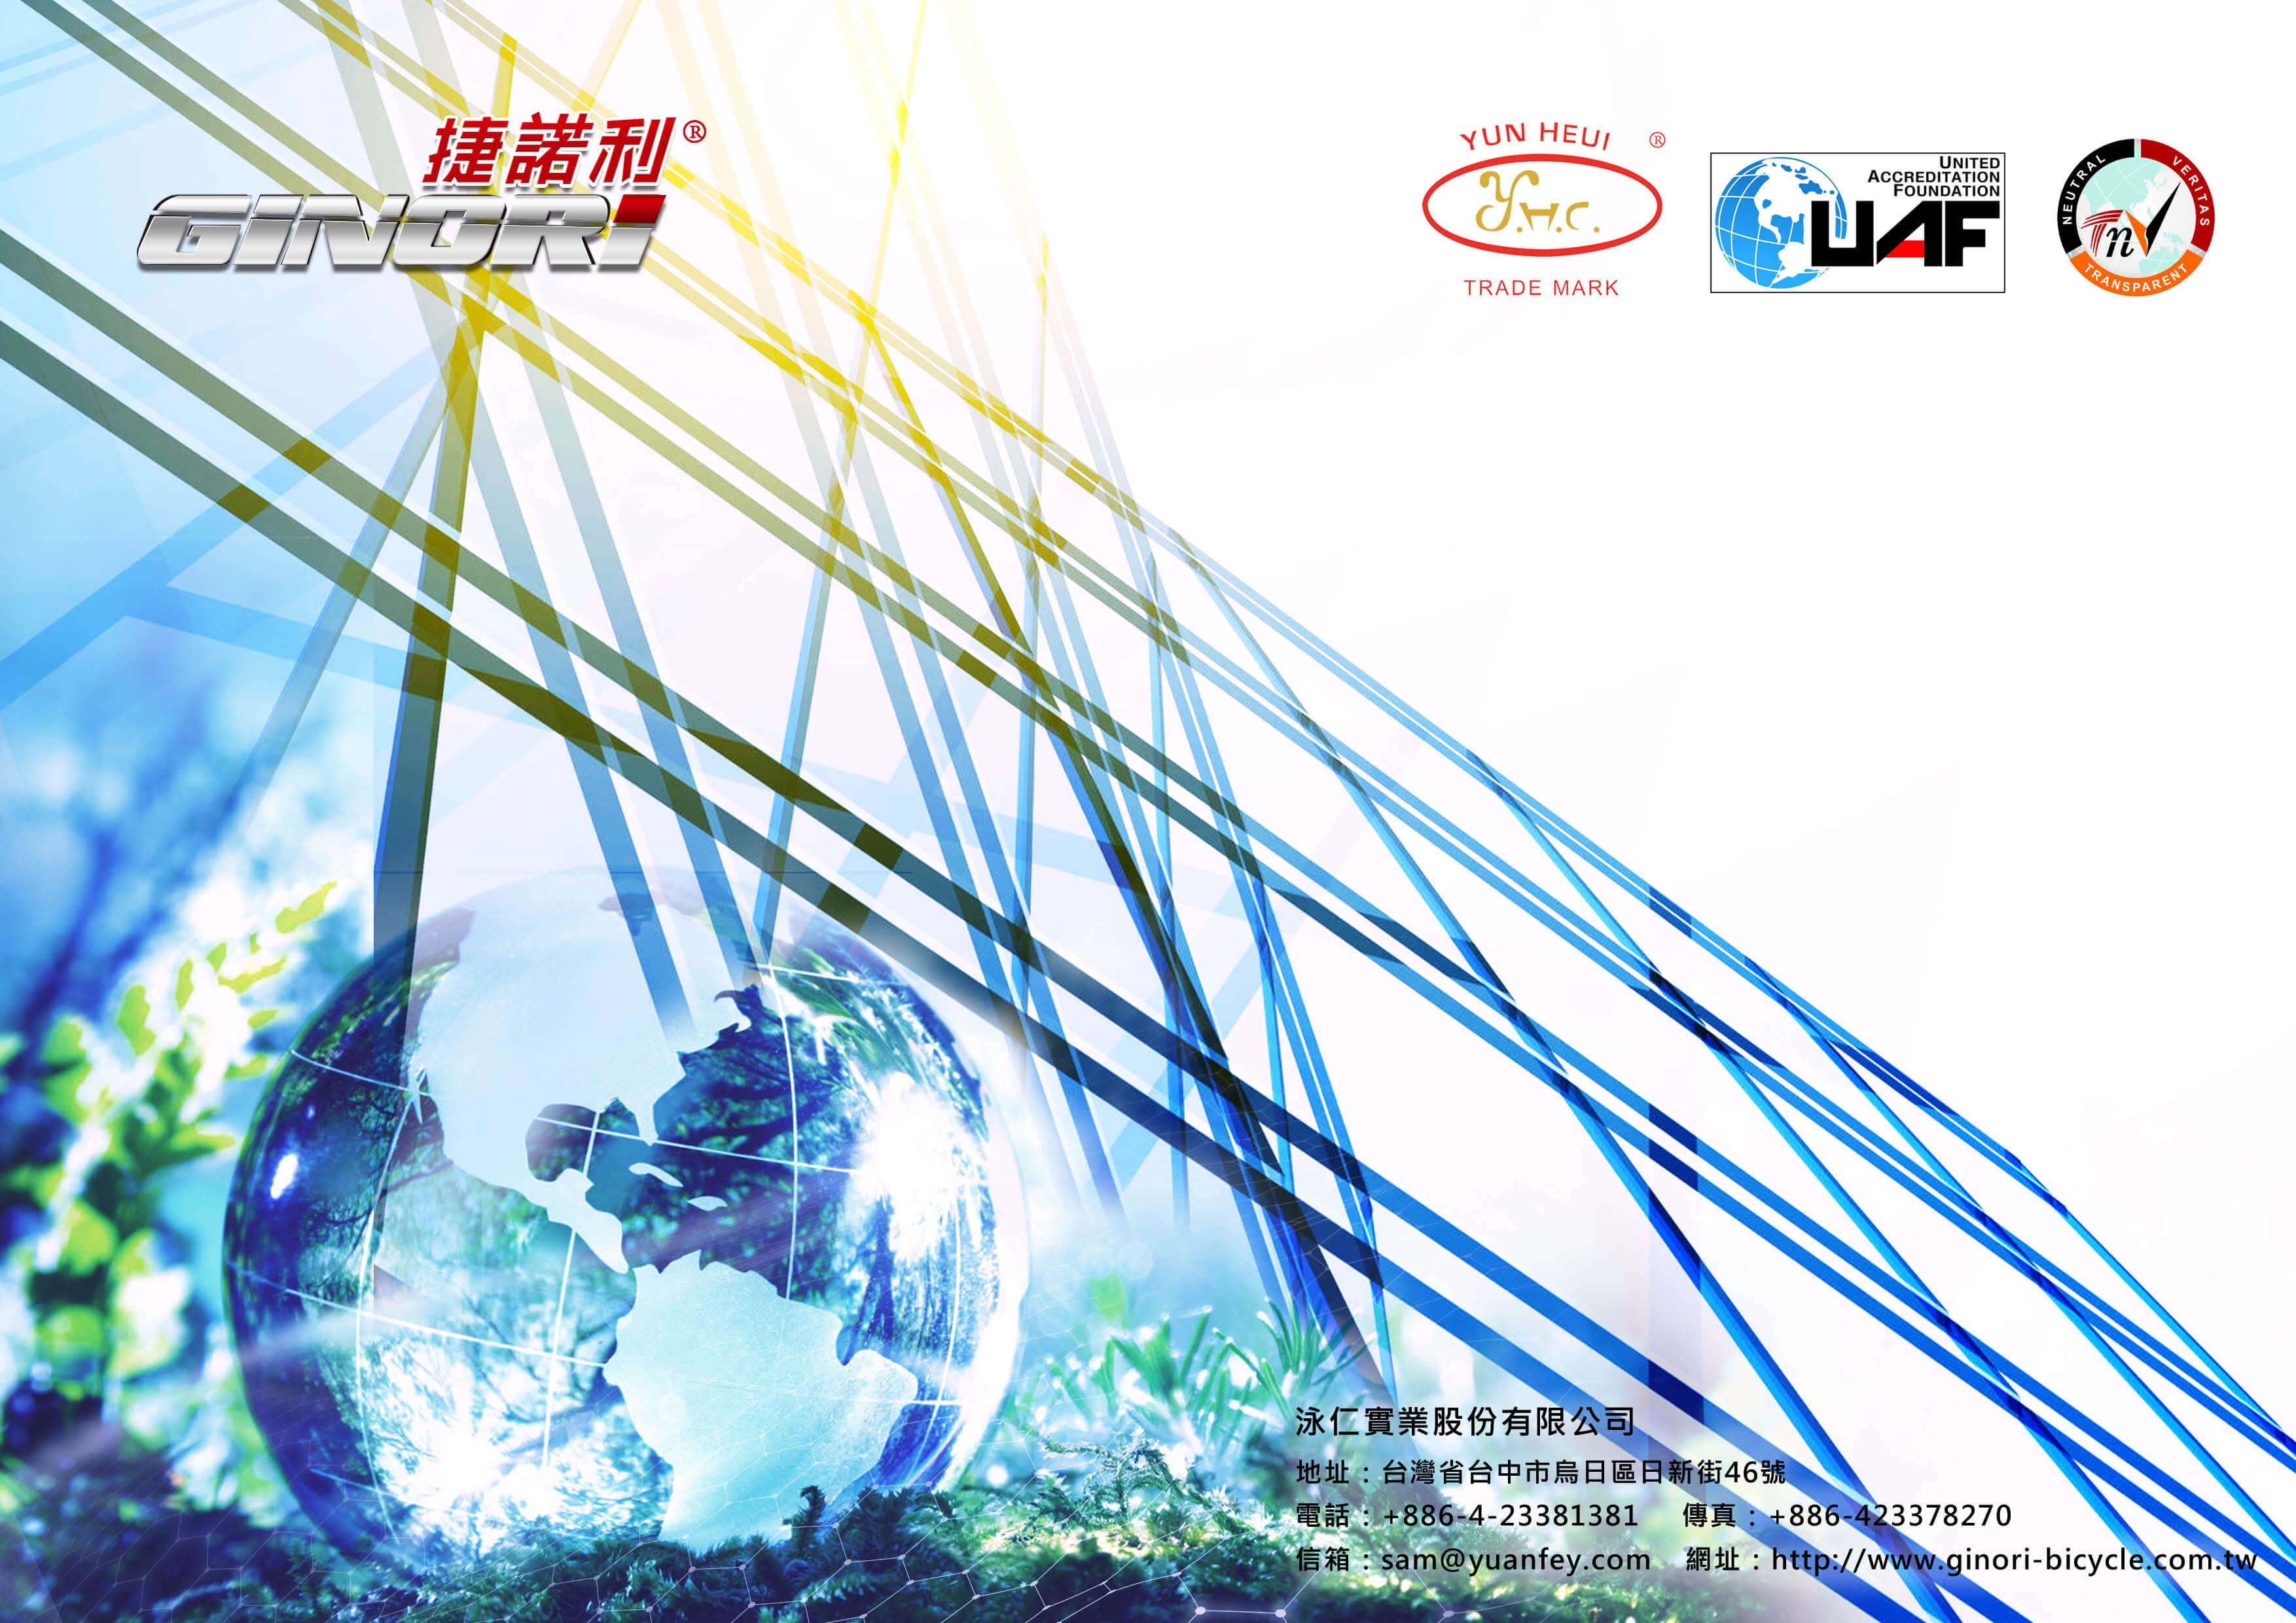 捷諾利®
GINORi
YUN HEUI ®
Y.H.C.
TRADE MARK
UNITED
ACCREDITATION
FOUNDATION
UAF
NEUTRAL VERITAS
TnV
TRANSPARENT
泳仁實業股份有限公司
地址：台灣省台中市烏日區日新街46號
電話：+886-4-23381381 傳真：+886-423378270
信箱：sam@yuanfey.com 網址：http://www.ginori-bicycle.com.tw